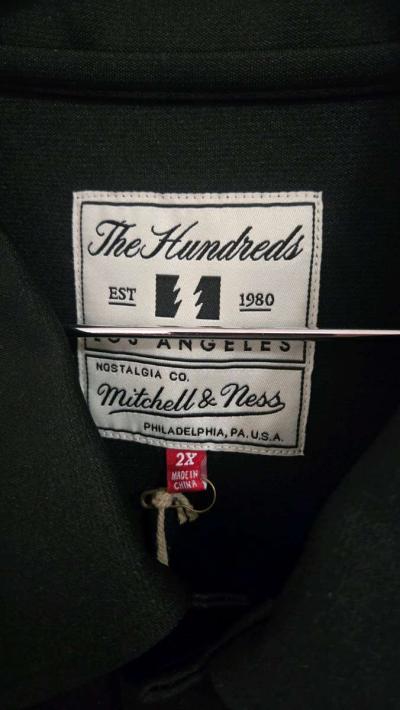 The Hundreds
EST 1980
LOS ANGELES
NOSTALGIA CO.
Mitchell & Ness
PHILADELPHIA, PA. U.S.A.
2X
MADE IN
CHINA